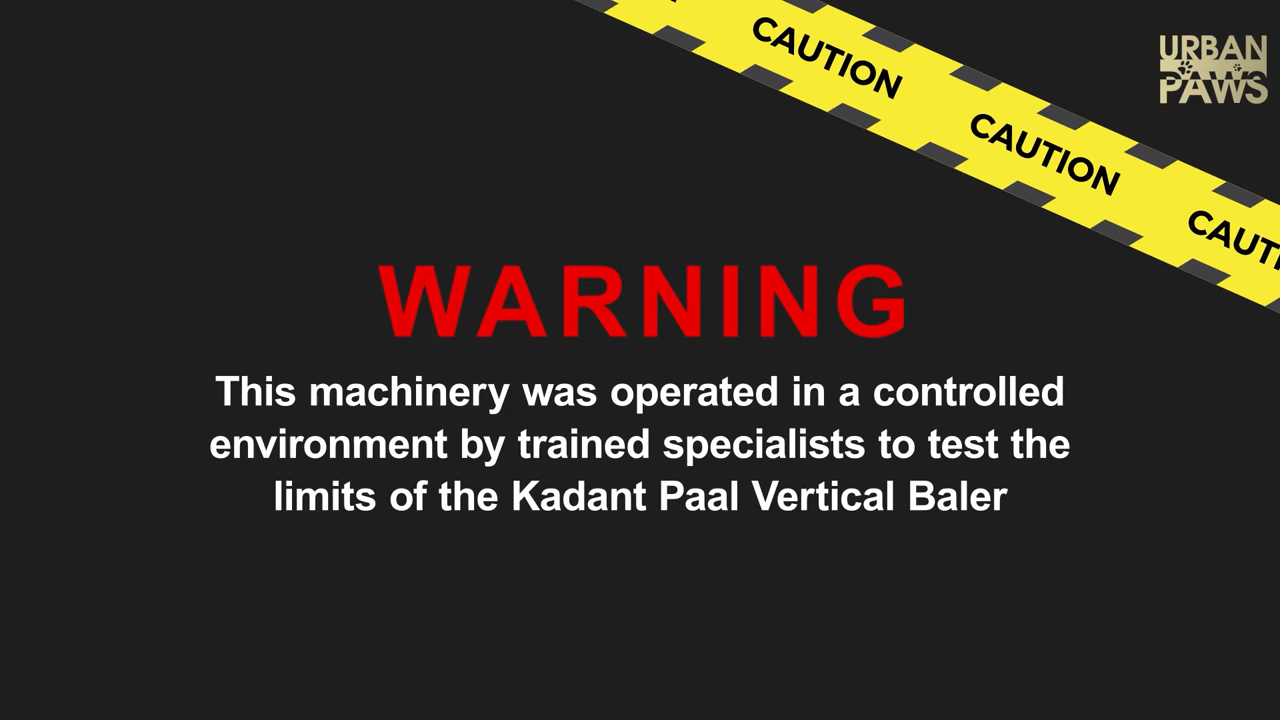 CAUTION
CAUTION
CAUTI
URBAN
PAWS
WARNING
This machinery was operated in a controlled
environment by trained specialists to test the
limits of the Kadant Paal Vertical Baler